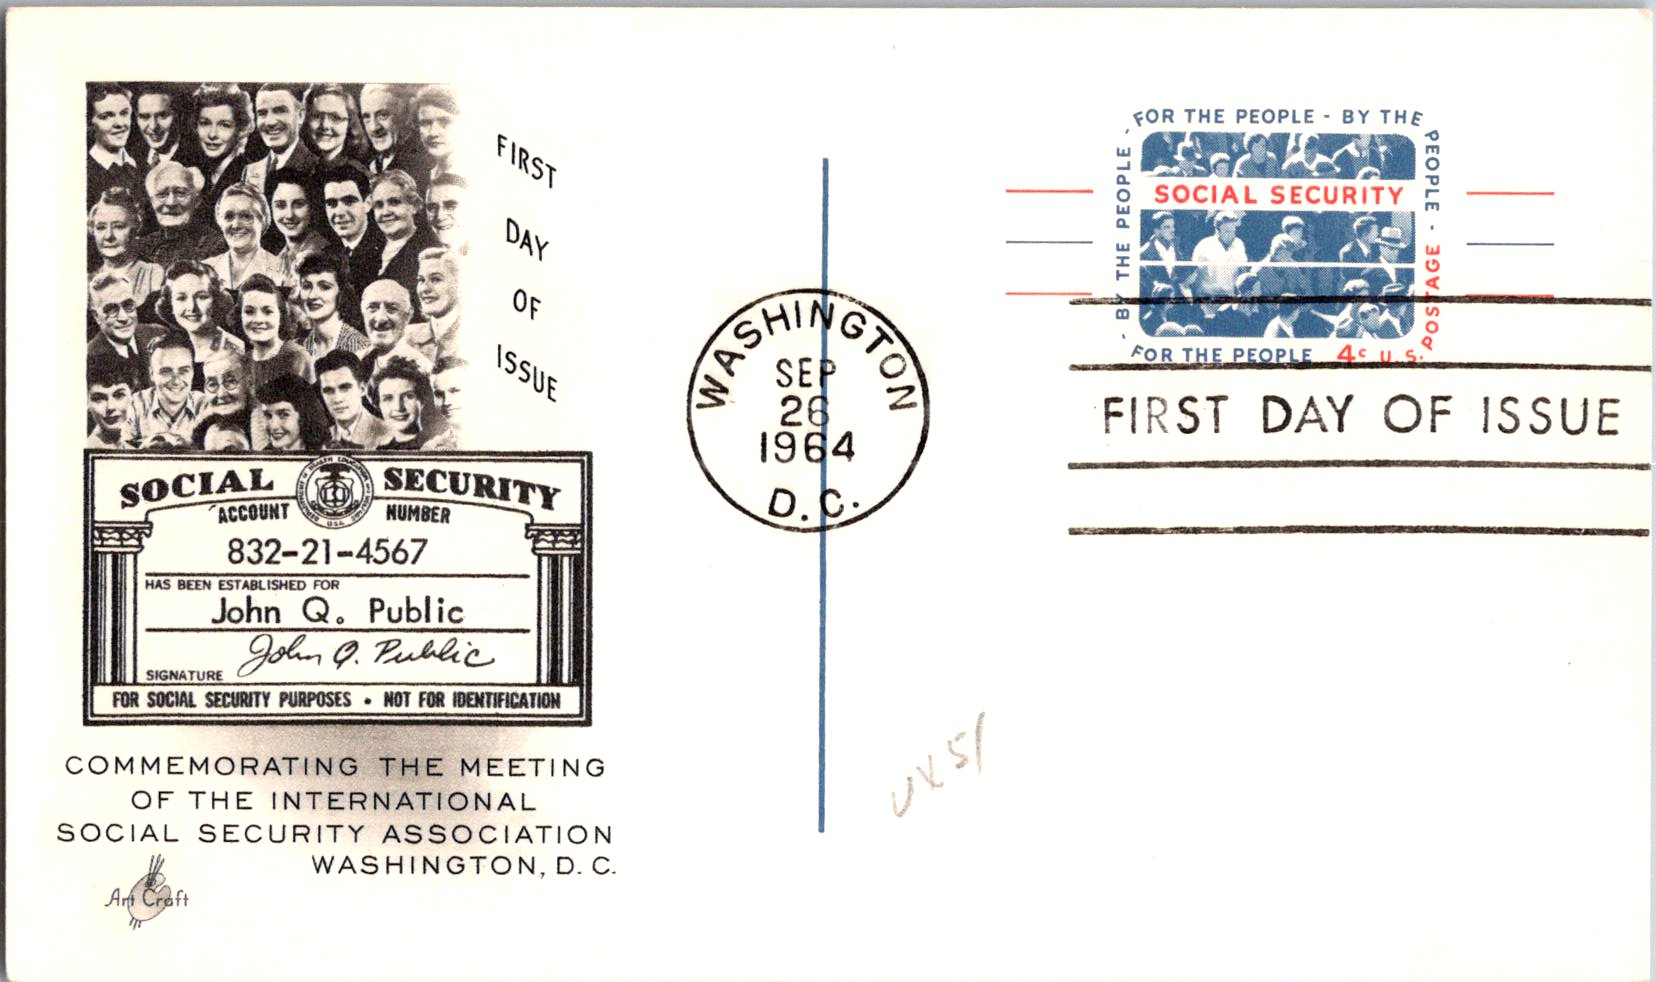 FIRST
DAY
OF
ISSUE
SOCIAL SECURITY
ACCOUNT NUMBER
832-21-4567
HAS BEEN ESTABLISHED FOR
John Q. Public
John Q. Public
SIGNATURE
FOR SOCIAL SECURITY PURPOSES • NOT FOR IDENTIFICATION
COMMEMORATING THE MEETING
OF THE INTERNATIONAL
SOCIAL SECURITY ASSOCIATION
WASHINGTON, D. C.
Art Craft
WASHINGTON
SEP
26
1964
D.C.
FOR THE PEOPLE - BY THE PEOPLE -
POSTAGE
- BY THE PEOPLE -
SOCIAL SECURITY
FOR THE PEOPLE 4c U.S.
FIRST DAY OF ISSUE
UX51